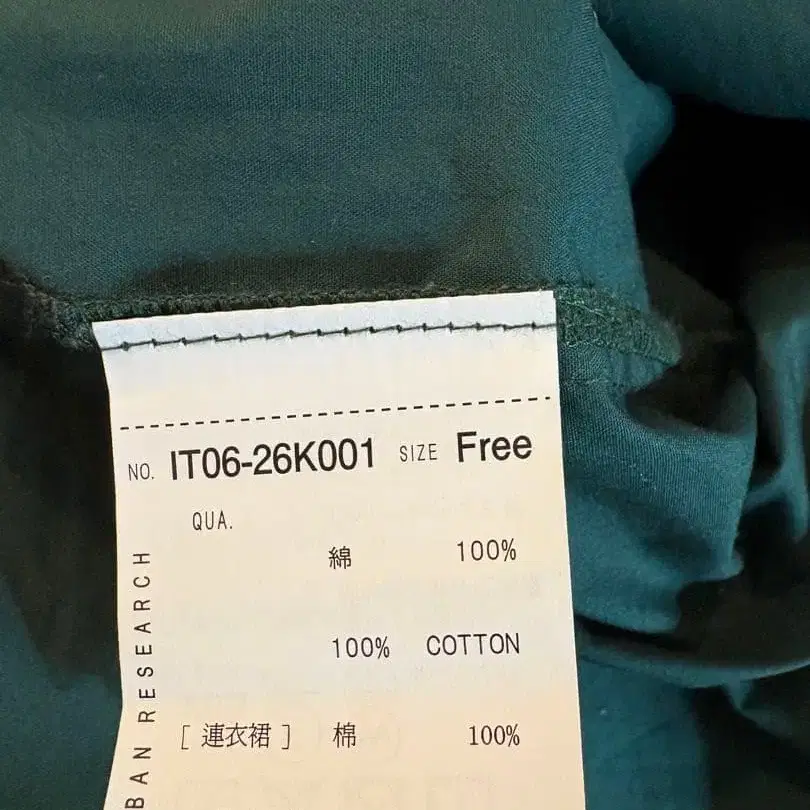 NO. IT06-26K001 SIZE Free
QUA.
綿 100%
100% COTTON
[ 連衣裙 ] 棉 100%
BAN RESEARCH